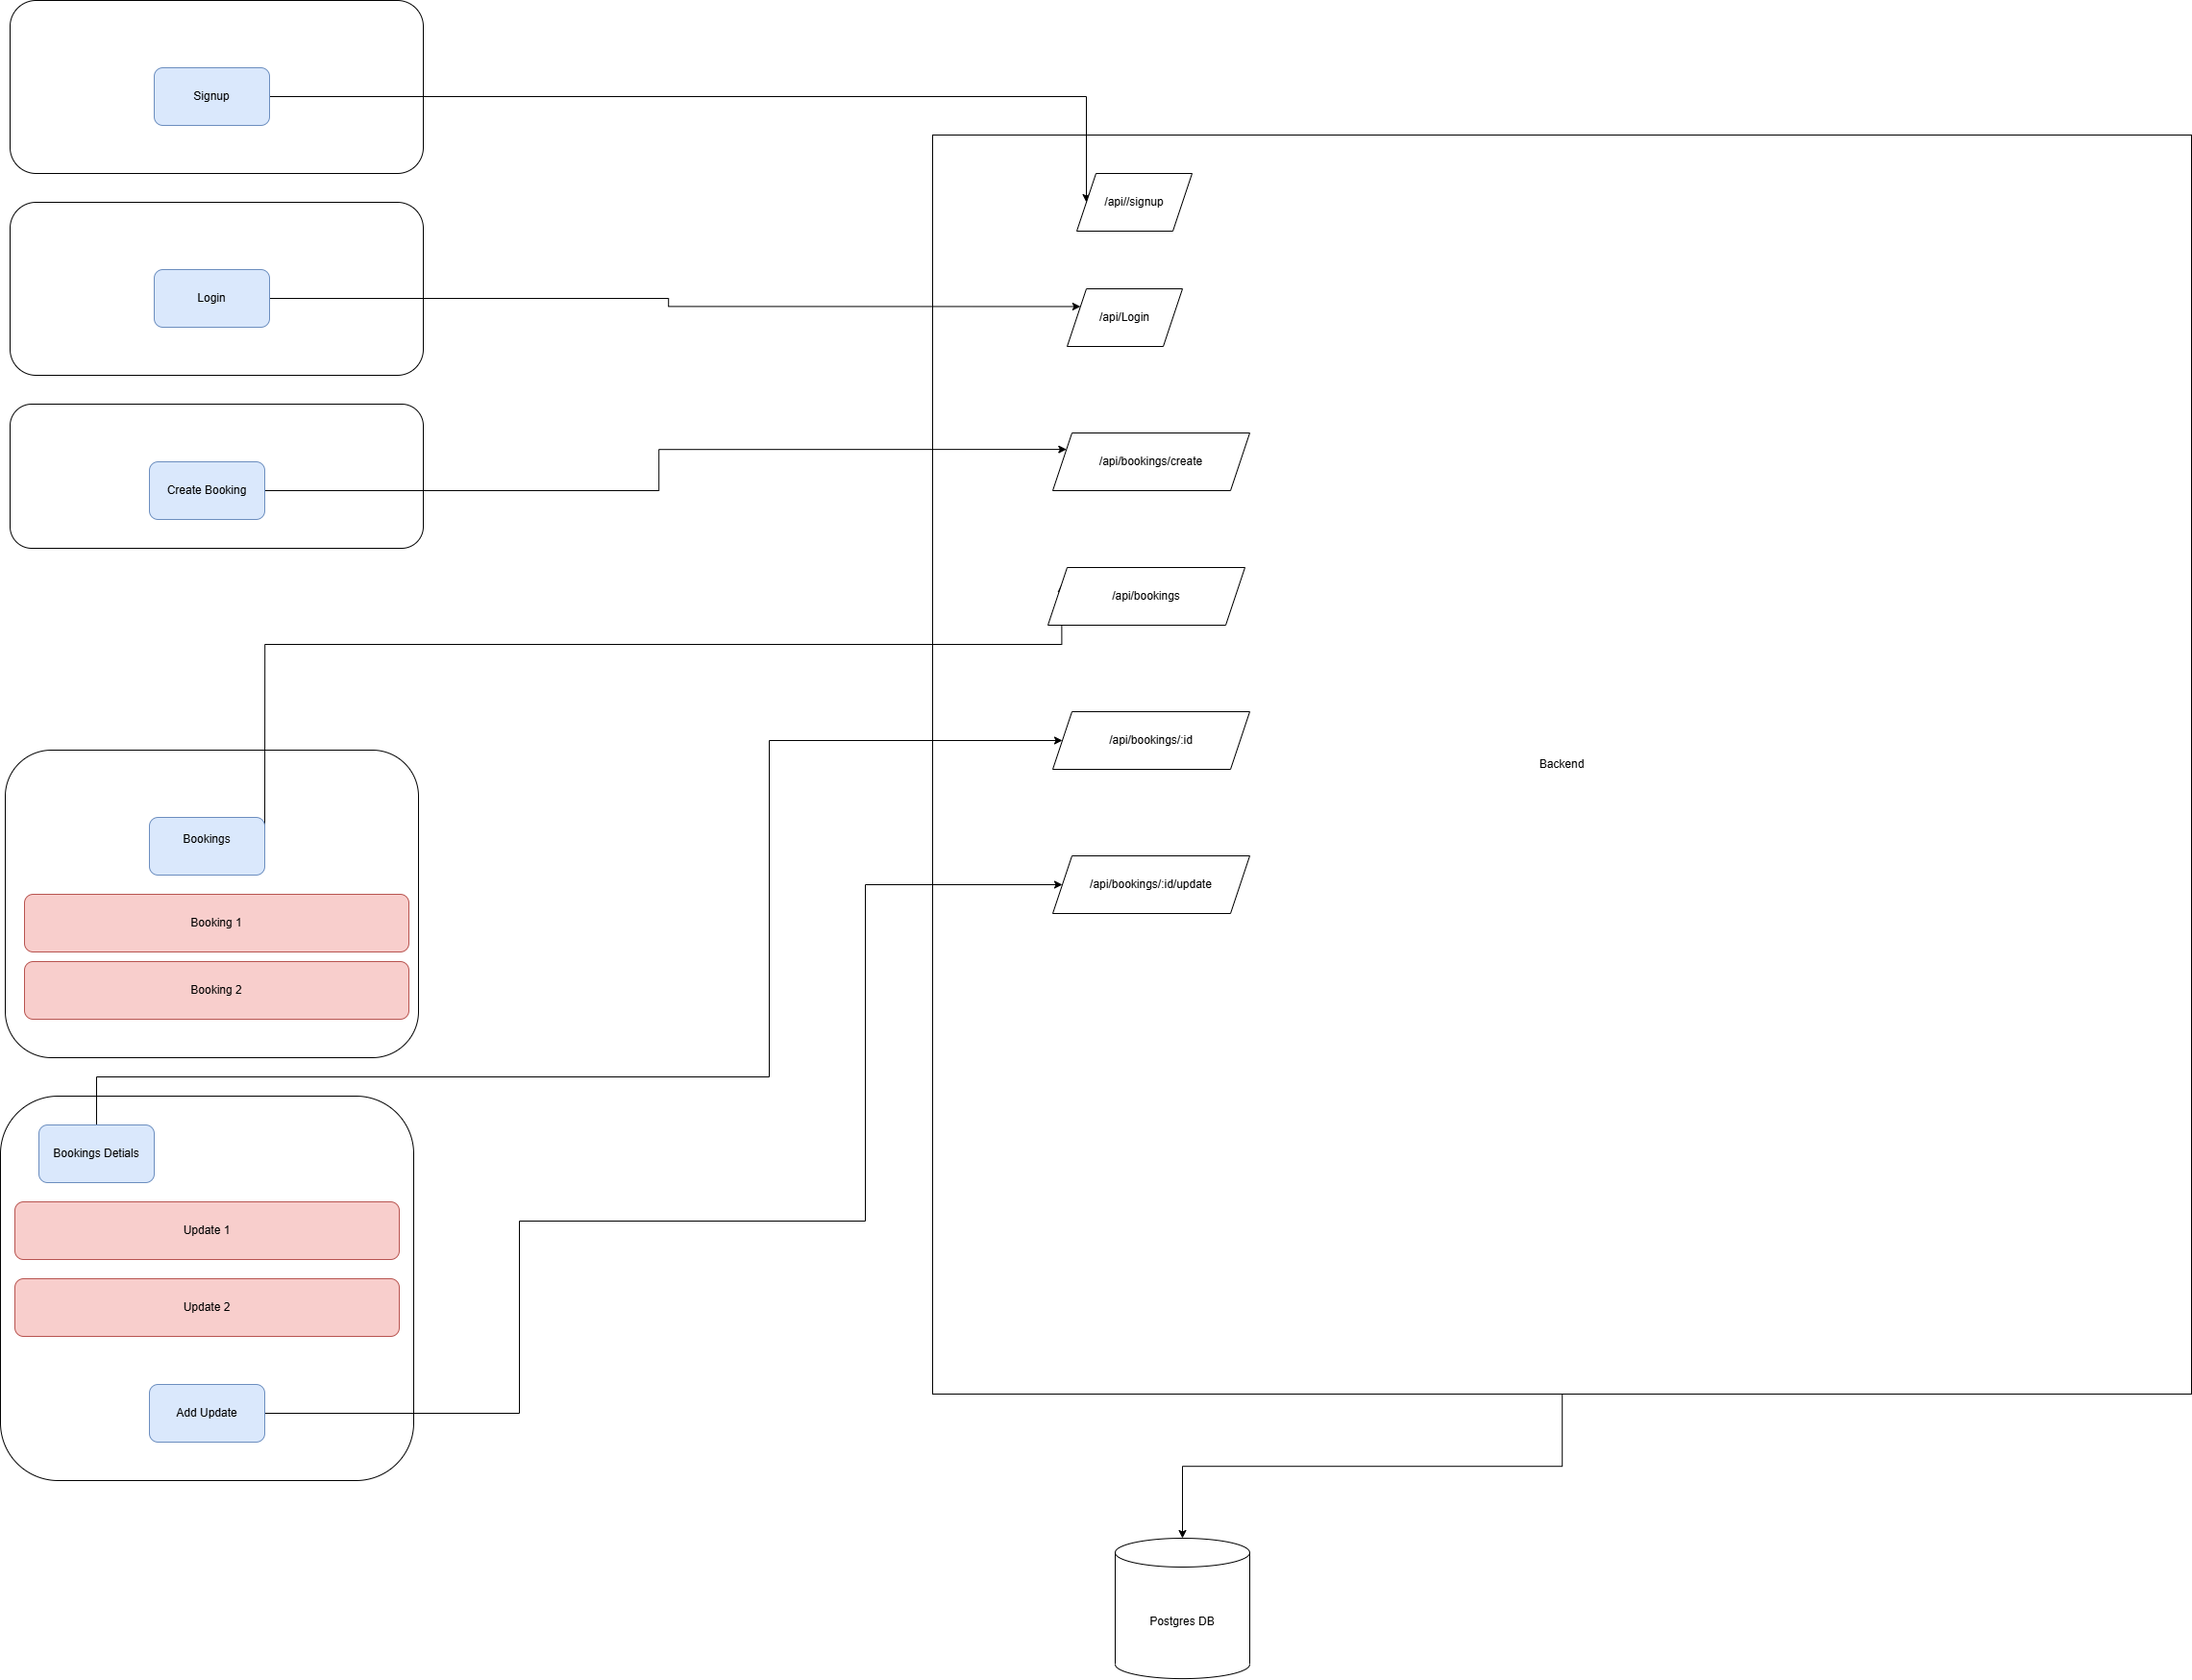 Signup
/api//signup
Login
/api/Login
Create Booking
/api/bookings/create
/api/bookings
/api/bookings/:id
Backend
Bookings
/api/bookings/:id/update
Booking 1
Booking 2
Bookings Detials
Update 1
Update 2
Add Update
Postgres DB